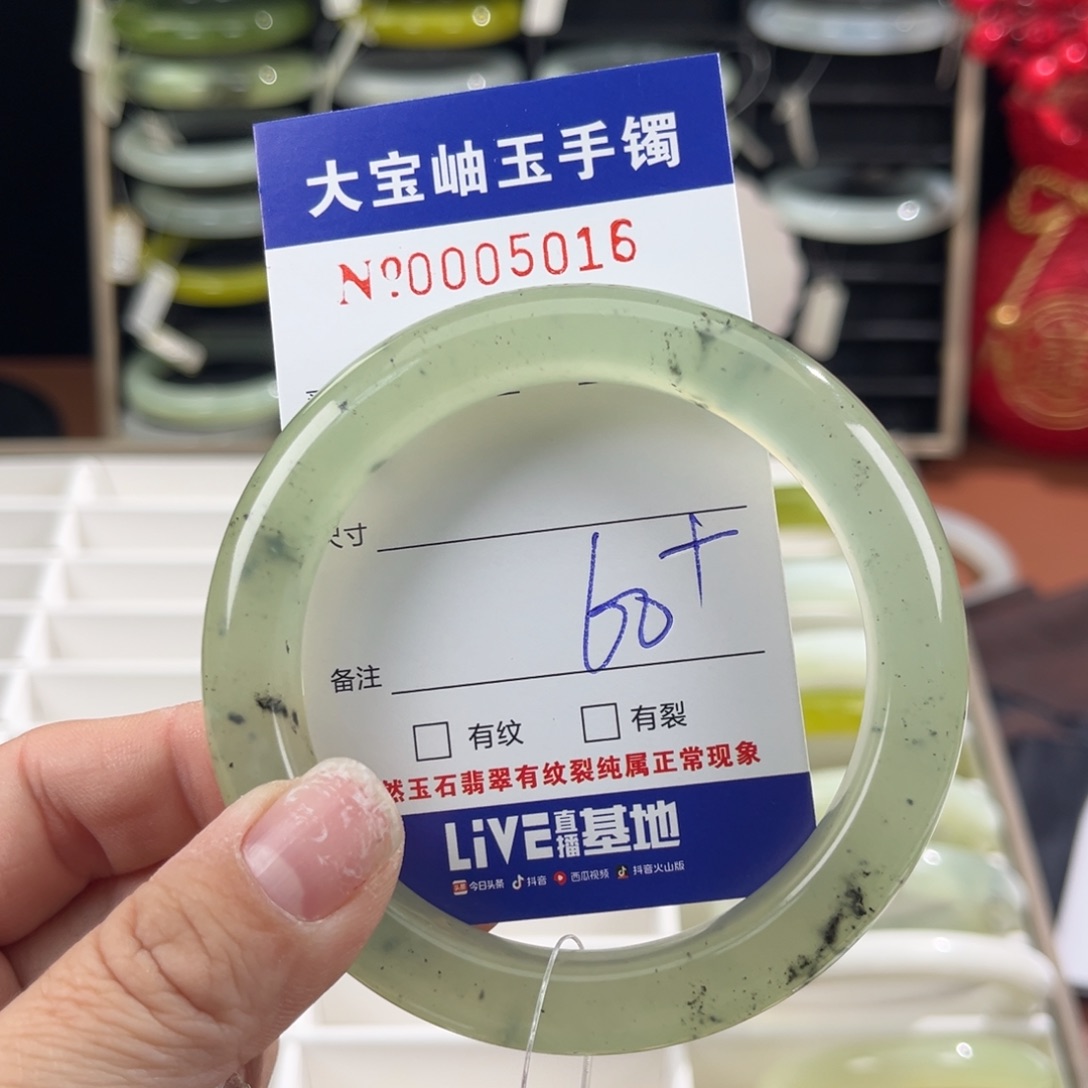 大宝岫玉手镯
Nº0005016
尺寸
60+
备注
□ 有纹 □ 有裂
然玉石翡翠有纹裂纯属正常现象
LiVE直播基地
今日头条 抖音 西瓜视频 抖音火山版